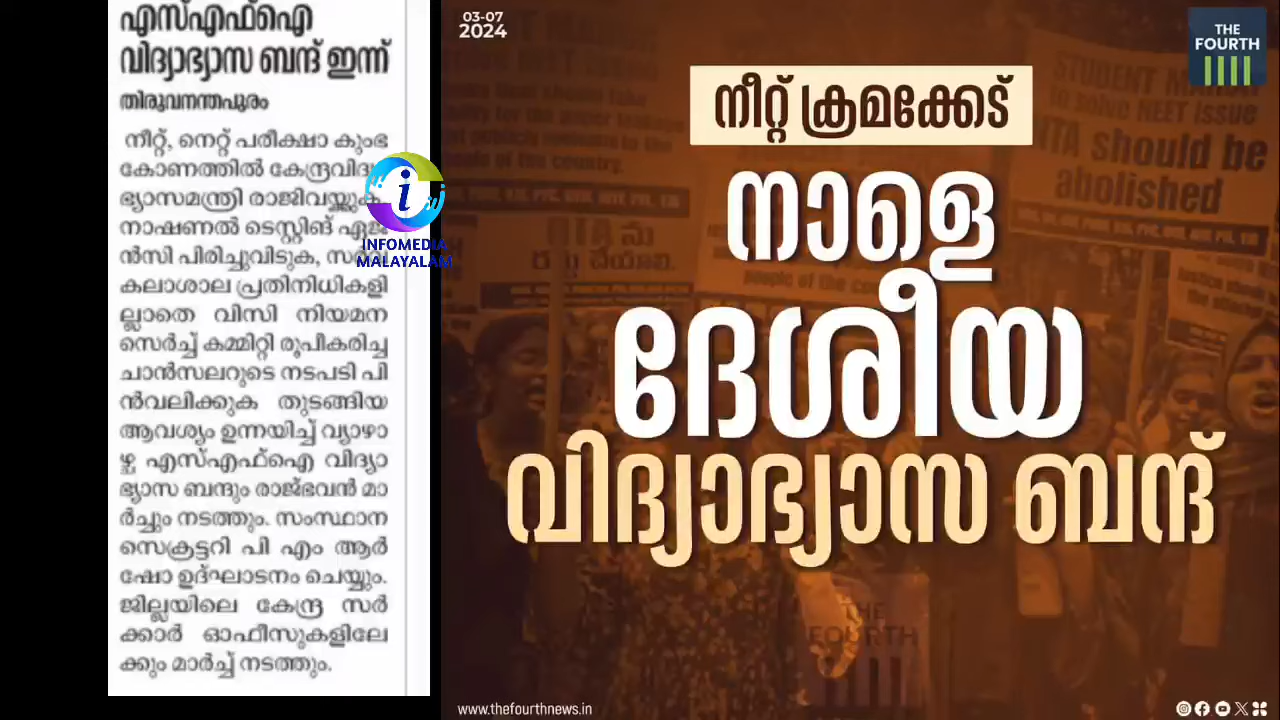 എസ്എഫ്ഐ
വിദ്യാഭ്യാസ ബന്ദ് ഇന്ന്
തിരുവനന്തപുരം
നീറ്റ്, നെറ്റ് പരീക്ഷാ കുംഭ
കോണത്തിൽ കേന്ദ്രവിദ്യാ
ഭ്യാസമന്ത്രി രാജിവയ്ക്കുക,
നാഷണൽ ടെസ്റ്റിങ് ഏജ
ൻസി പിരിച്ചുവിടുക, സർവ
കലാശാല പ്രതിനിധികളി
ല്ലാതെ വിസി നിയമന
സെർച്ച് കമ്മിറ്റി രൂപികരിച്ച
ചാൻസലറുടെ നടപടി പി
ൻവലിക്കുക തുടങ്ങിയ
ആവശ്യം ഉന്നയിച്ച് വ്യാഴാ
ഴ്ച എസ്എഫ്ഐ വിദ്യാ
ഭ്യാസ ബന്ദും രാജ്ഭവൻ മാ
ർച്ചും നടത്തും. സംസ്ഥാന
സെക്രട്ടറി പി എം ആർ
ഷോ ഉദ്ഘാടനം ചെയ്യും.
ജില്ലയിലെ കേന്ദ്ര സർ
ക്കാർ ഓഫീസുകളിലേ
ക്കും മാർച്ച് നടത്തും.
i
INFOMEDIA
MALAYALAM
03-07
2024
THE
FOURTH
നീറ്റ് ക്രമക്കേട്
നാളെ
ദേശീയ
വിദ്യാഭ്യാസ ബന്ദ്
STUDENT
to solve NEET issue
NTA should be
abolished
THE
FOURTH
www.thefourthnews.in